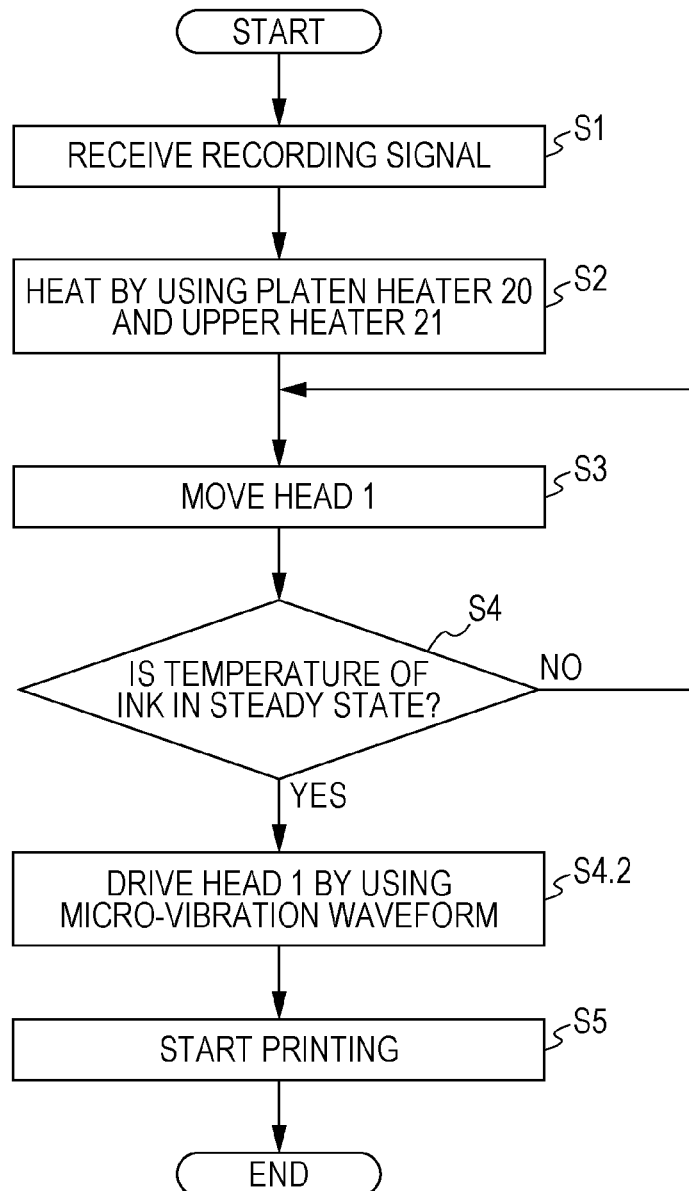 START
S1
RECEIVE RECORDING SIGNAL
S2
HEAT BY USING PLATEN HEATER 20
AND UPPER HEATER 21
S3
MOVE HEAD 1
S4
IS TEMPERATURE OF
INK IN STEADY STATE?
NO
YES
S4.2
DRIVE HEAD 1 BY USING
MICRO-VIBRATION WAVEFORM
S5
START PRINTING
END